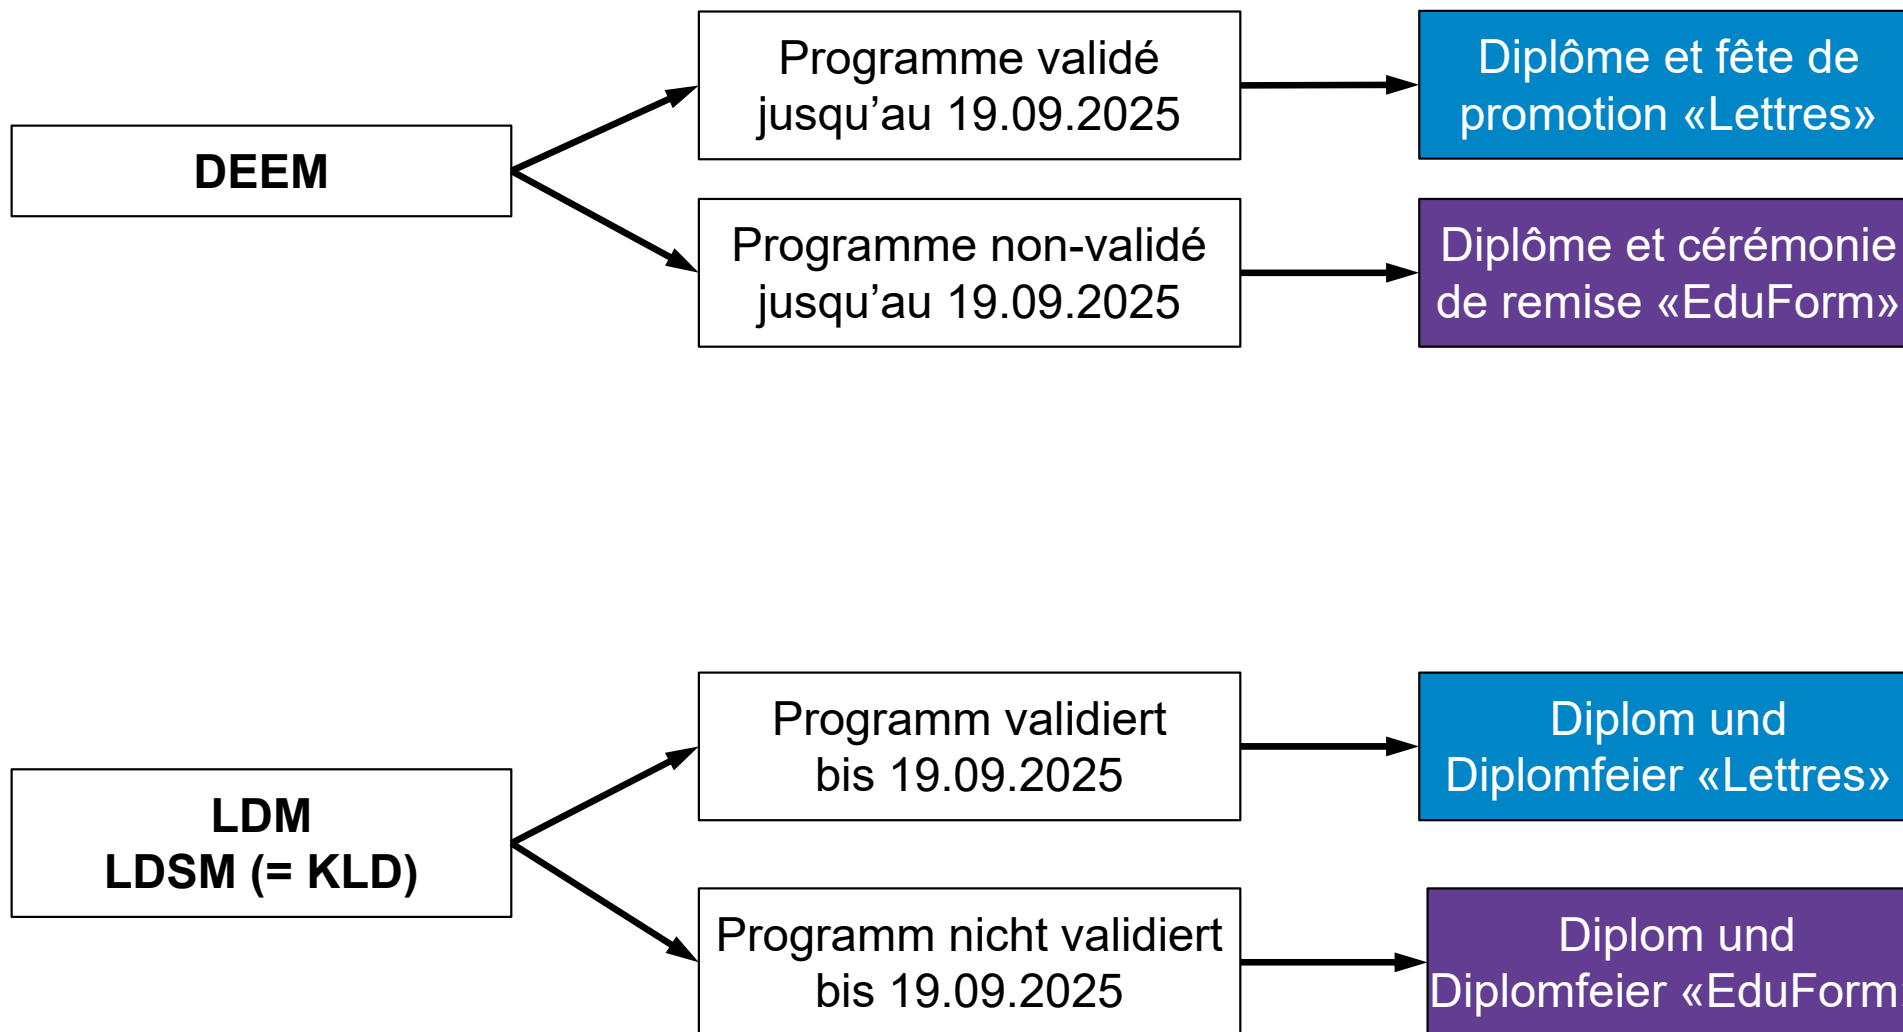 DEEM
Programme validé
jusqu’au 19.09.2025
Diplôme et fête de
promotion «Lettres»
Programme non-validé
jusqu’au 19.09.2025
Diplôme et cérémonie
de remise «EduForm»
LDM
LDSM (= KLD)
Programm validiert
bis 19.09.2025
Diplom und
Diplomfeier «Lettres»
Programm nicht validiert
bis 19.09.2025
Diplom und
Diplomfeier «EduForm»